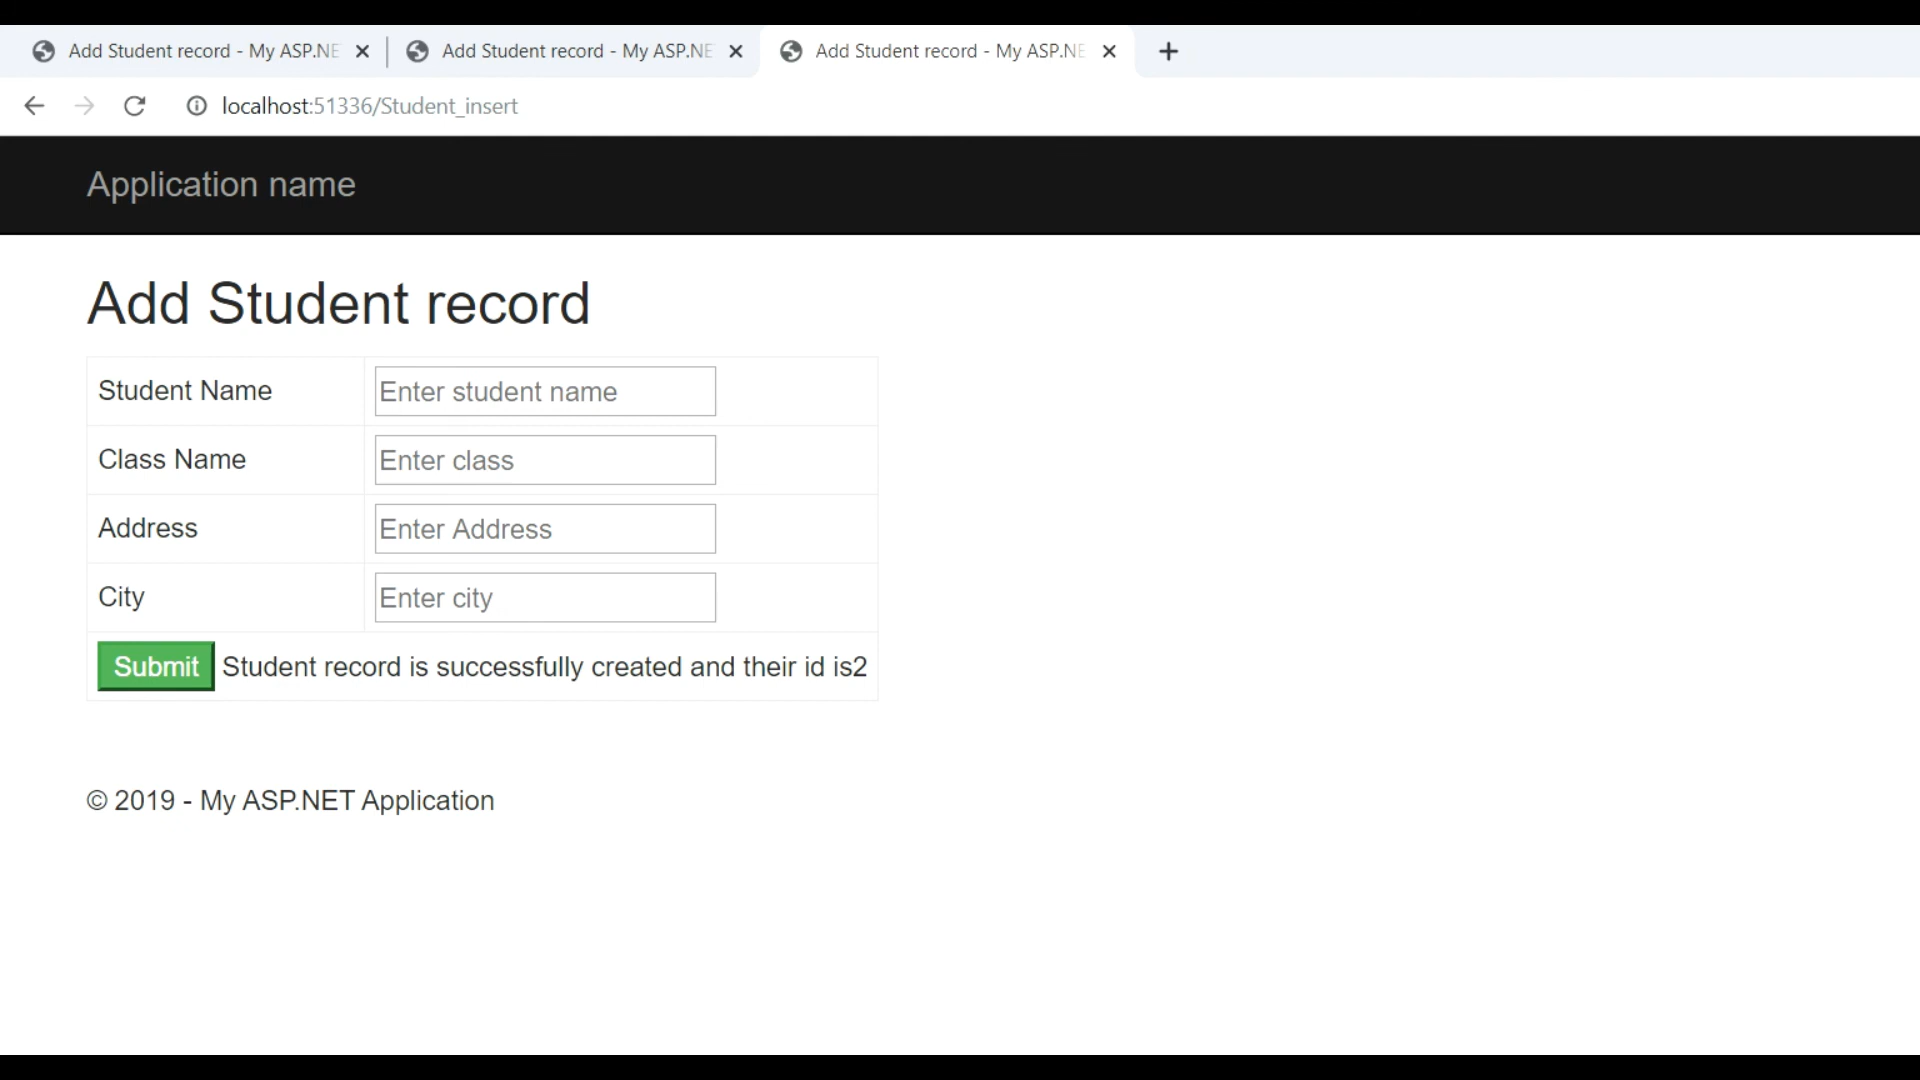 Add Student record - My ASP.NE
Add Student record - My ASP.NE
Add Student record - My ASP.NE
localhost:51336/Student_insert
Application name
Add Student record
Student Name Enter student name
Class Name Enter class
Address Enter Address
City Enter city
Submit Student record is successfully created and their id is2
© 2019 - My ASP.NET Application